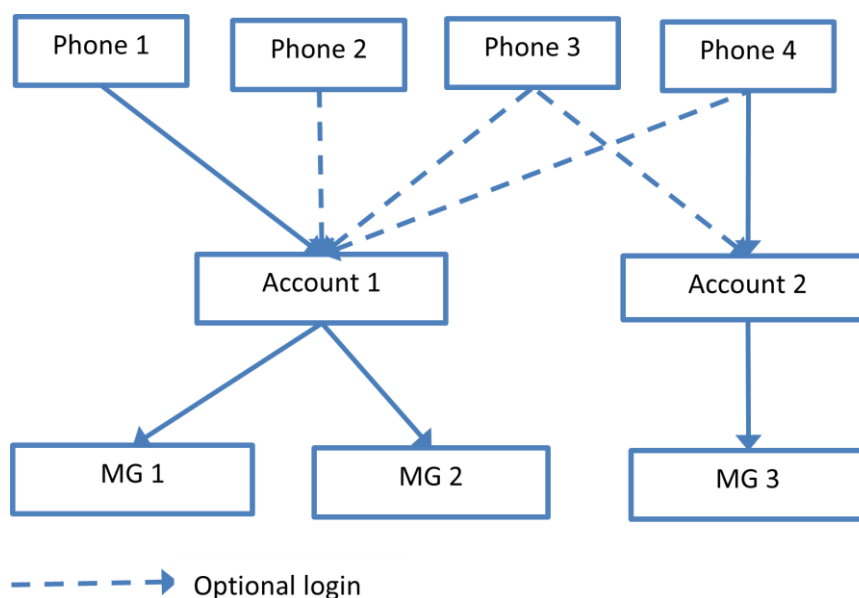 Phone 1
Phone 2
Phone 3
Phone 4
Account 1
Account 2
MG 1
MG 2
MG 3
Optional login